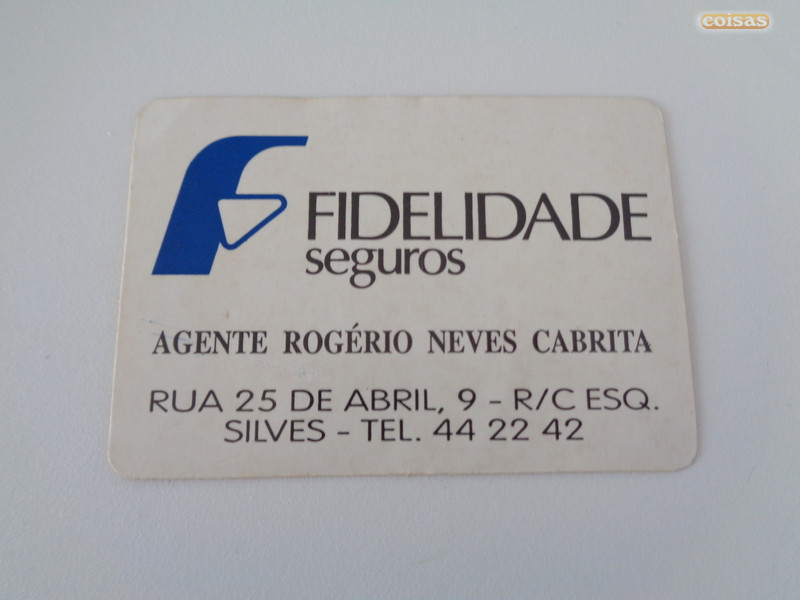 coisas
FIDELIDADE
seguros
AGENTE ROGÉRIO NEVES CABRITA
RUA 25 DE ABRIL, 9 - R/C ESQ.
SILVES - TEL. 44 22 42